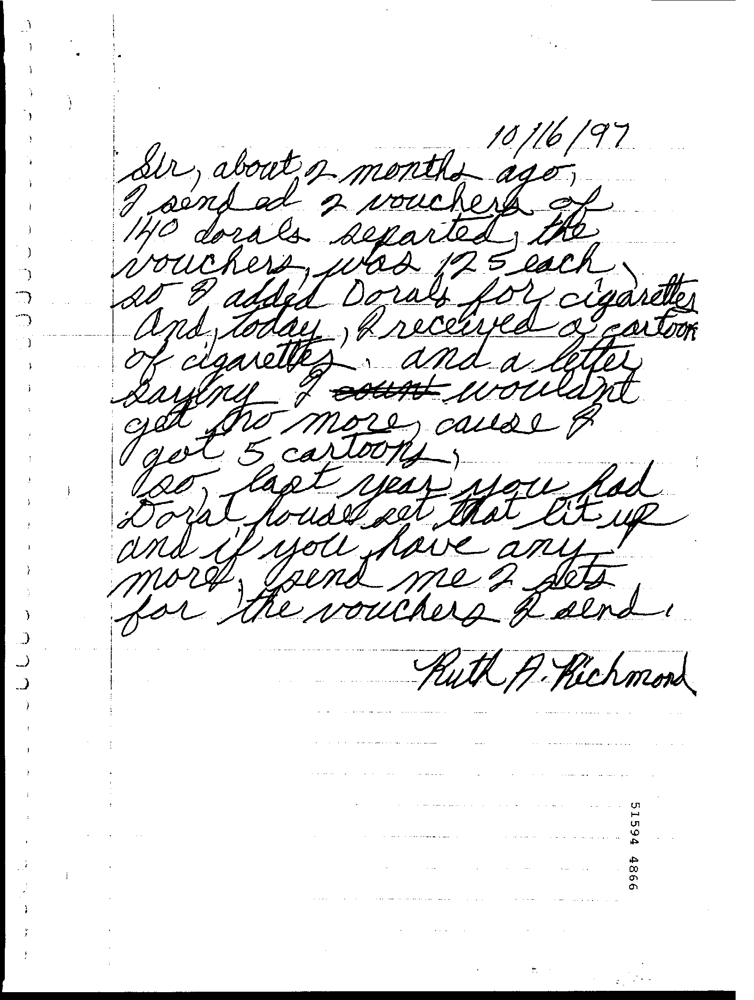 10/16/97
Sir, about 2 months ago,
I send ad 2 vouchers of
140 dorals separted, the
vouchers, was 125 each,
so I added Dorals for cigarettes
And, today, I received a cartoon
of cigarettes, and a letter
saying I wouldnt
get no more, cause I
got 5 cartoons,
so, last year you had
Doral house set that lit up
and if you have any
more, send me 2 sets
for the vouchers I send.
Ruth A. Richmond
51594 4866